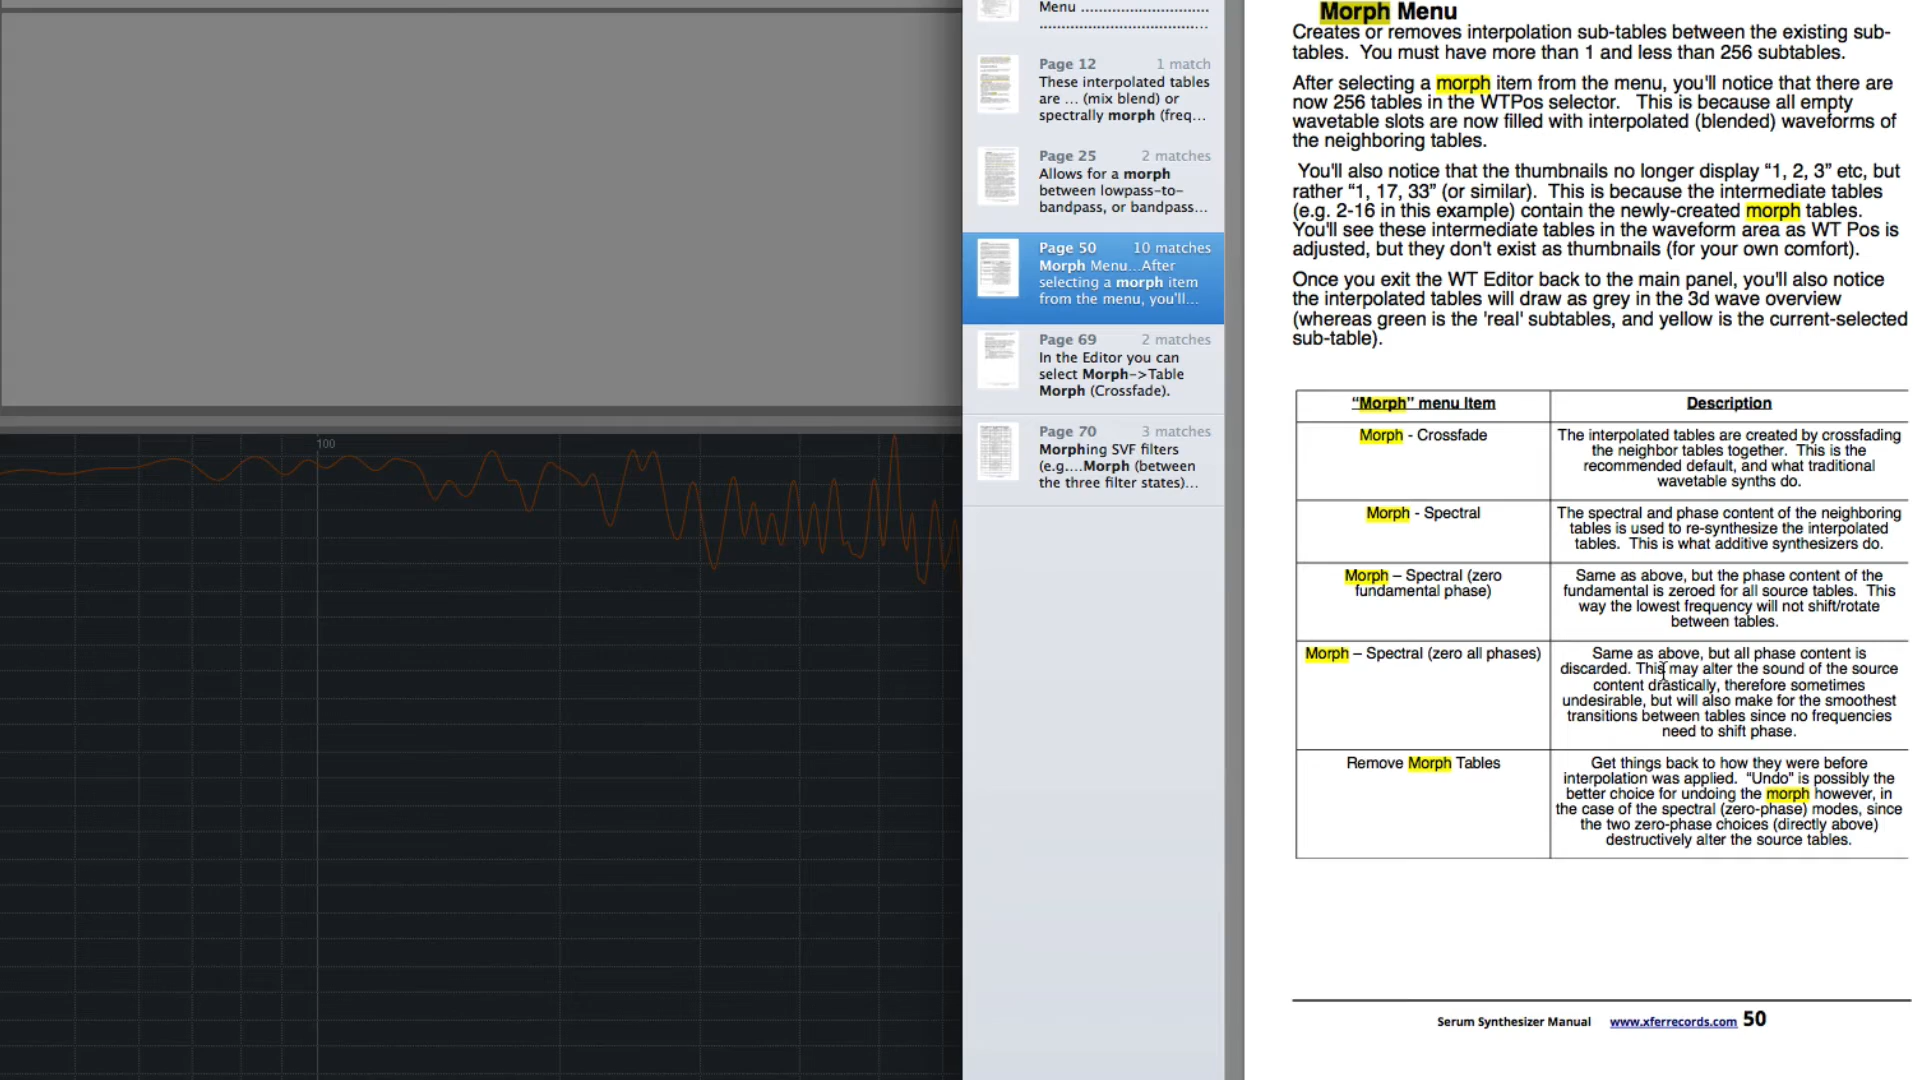 100
Menu ................................
..........................................
Page 12 1 match
These interpolated tables
are ... (mix blend) or
spectrally morph (freq...
Page 25 2 matches
Allows for a morph
between lowpass-to-
bandpass, or bandpass...
Page 50 10 matches
Morph Menu...After
selecting a morph item
from the menu, you'll...
Page 69 2 matches
In the Editor you can
select Morph->Table
Morph (Crossfade).
Page 70 3 matches
Morphing SVF filters
(e.g....Morph (between
the three filter states)...
Morph Menu
Creates or removes interpolation sub-tables between the existing sub-
tables.  You must have more than 1 and less than 256 subtables.
After selecting a morph item from the menu, you'll notice that there are
now 256 tables in the WTPos selector.   This is because all empty
wavetable slots are now filled with interpolated (blended) waveforms of
the neighboring tables.
You'll also notice that the thumbnails no longer display “1, 2, 3” etc, but
rather “1, 17, 33” (or similar).  This is because the intermediate tables
(e.g. 2-16 in this example) contain the newly-created morph tables.
You'll see these intermediate tables in the waveform area as WT Pos is
adjusted, but they don't exist as thumbnails (for your own comfort).
Once you exit the WT Editor back to the main panel, you'll also notice
the interpolated tables will draw as grey in the 3d wave overview
(whereas green is the 'real' subtables, and yellow is the current-selected
sub-table).
“Morph” menu Item Description
Morph - Crossfade
The interpolated tables are created by crossfading
the neighbor tables together.  This is the
recommended default, and what traditional
wavetable synths do.
Morph - Spectral
The spectral and phase content of the neighboring
tables is used to re-synthesize the interpolated
tables.  This is what additive synthesizers do.
Morph – Spectral (zero
fundamental phase)
Same as above, but the phase content of the
fundamental is zeroed for all source tables.  This
way the lowest frequency will not shift/rotate
between tables.
Morph – Spectral (zero all phases)
Same as above, but all phase content is
discarded. This may alter the sound of the source
content drastically, therefore sometimes
undesirable, but will also make for the smoothest
transitions between tables since no frequencies
need to shift phase.
Remove Morph Tables
Get things back to how they were before
interpolation was applied.  “Undo” is possibly the
better choice for undoing the morph however, in
the case of the spectral (zero-phase) modes, since
the two zero-phase choices (directly above)
destructively alter the source tables.
Serum Synthesizer Manual www.xferrecords.com 50